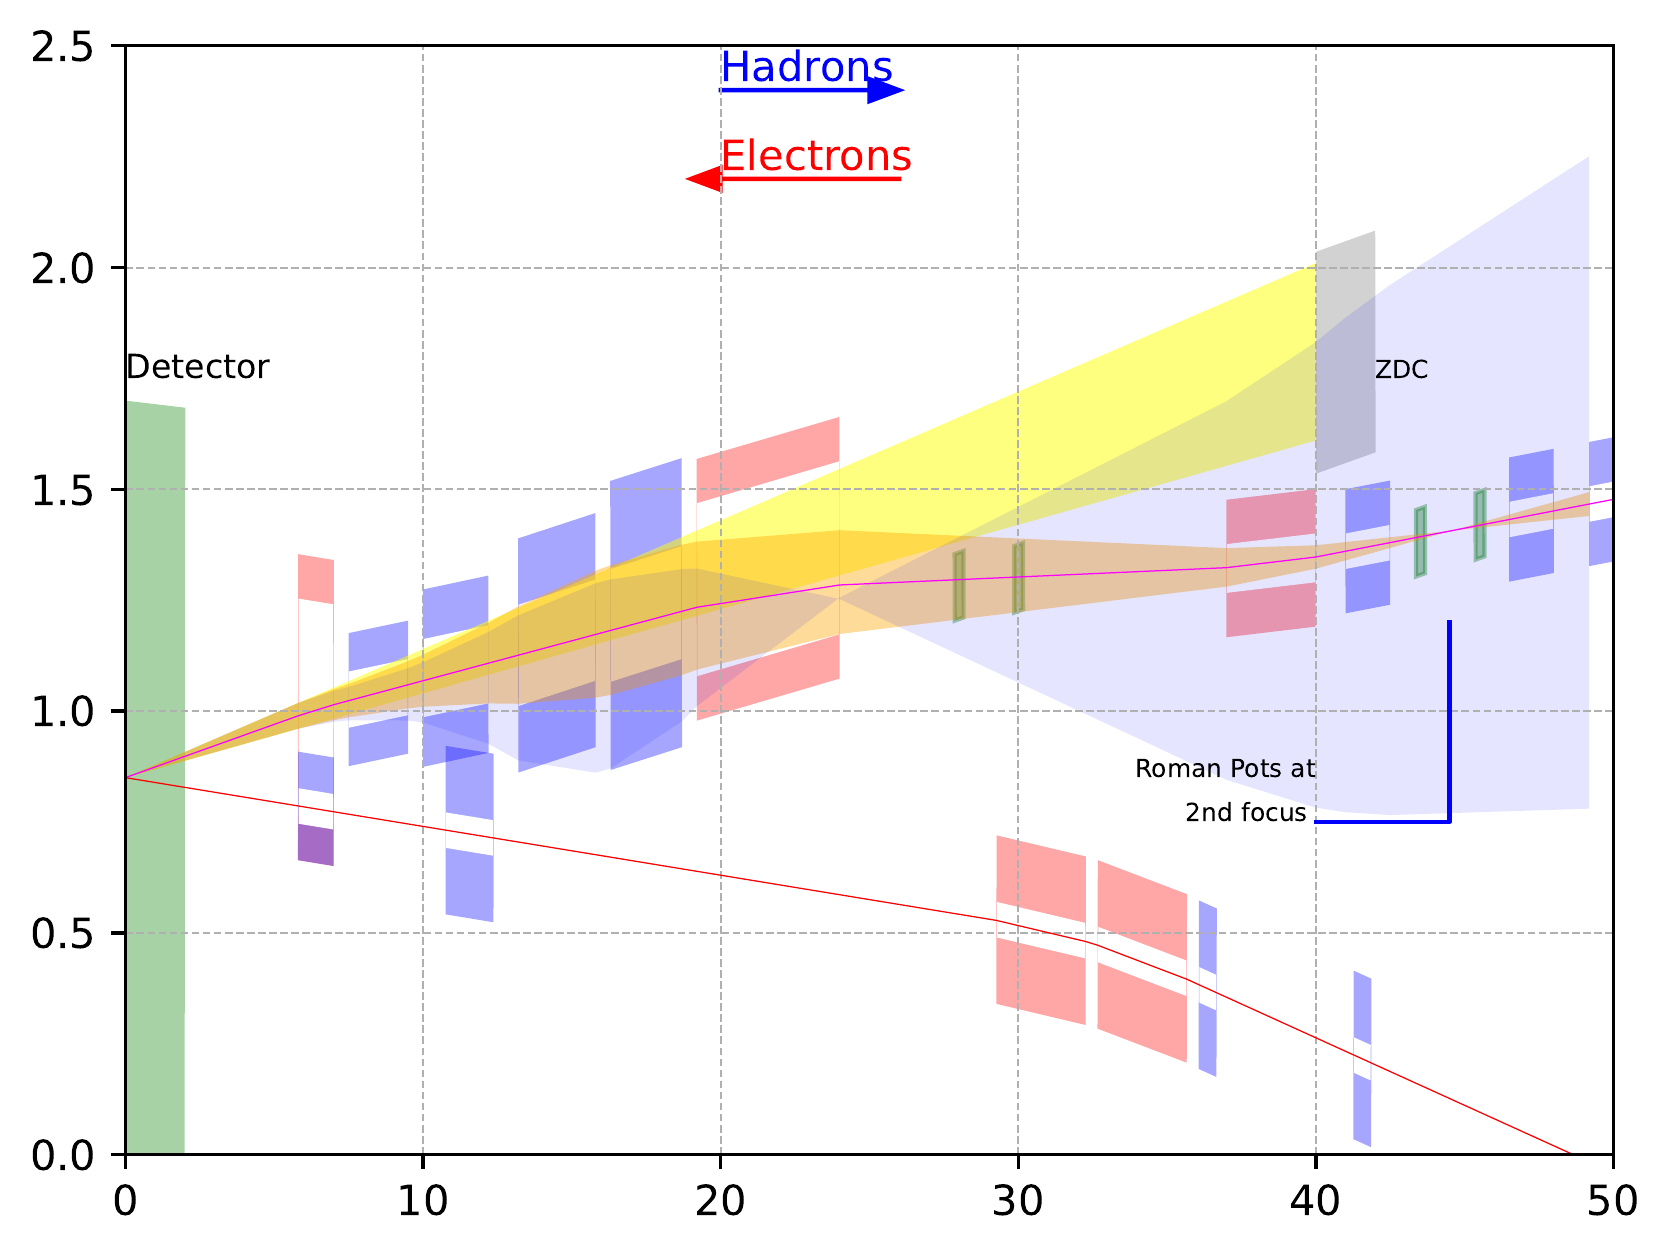 2.5
Hadrons
Electrons
2.0
Detector
ZDC
1.5
1.0
Roman Pots at
2nd focus
0.5
0.0
0 10 20 30 40 50